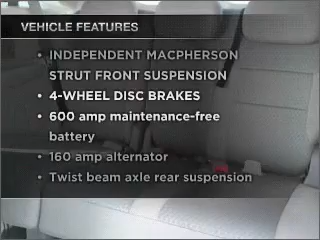 VEHICLE FEATURES
• INDEPENDENT MACPHERSON
STRUT FRONT SUSPENSION
• 4-WHEEL DISC BRAKES
• 600 amp maintenance-free
battery
• 160 amp alternator
• Twist beam axle rear suspension